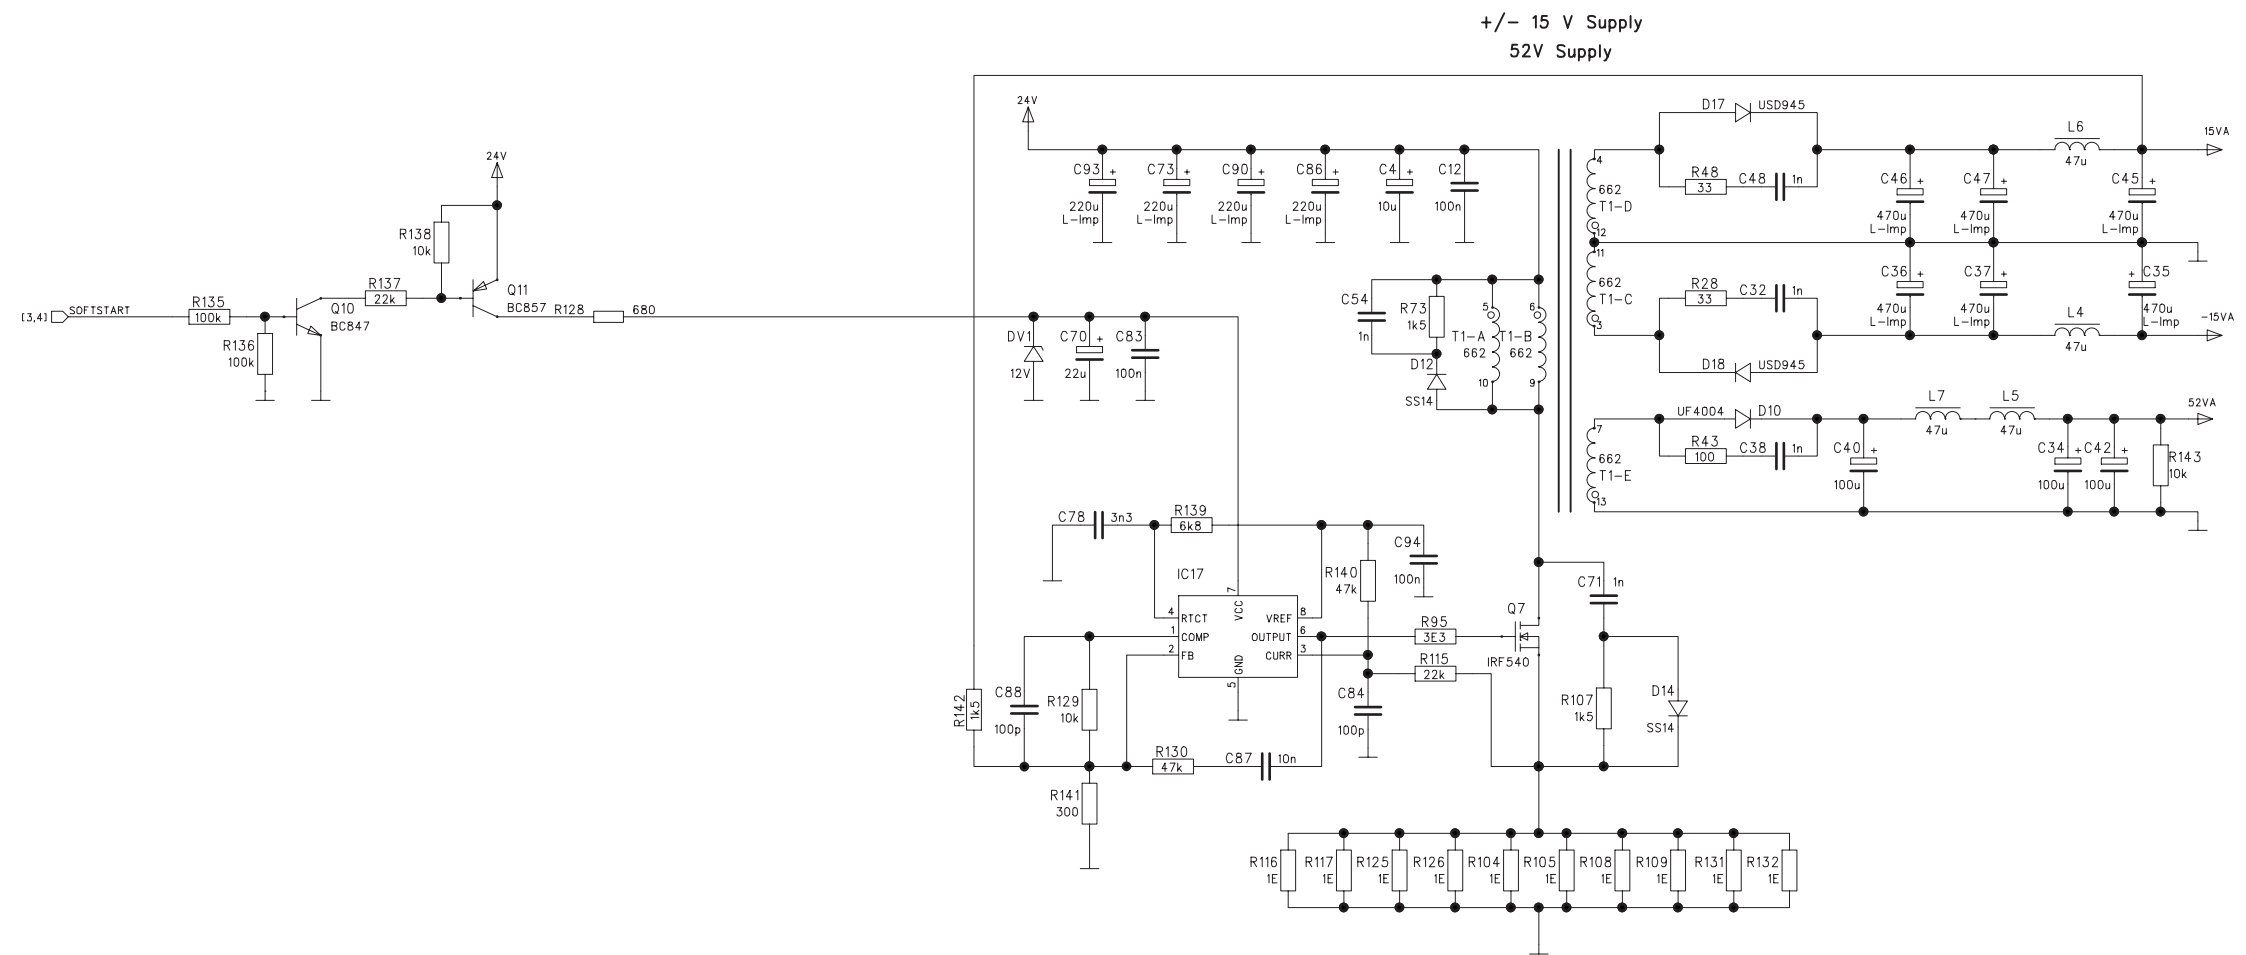 +/- 15 V Supply
52V Supply
24V
24V
[3,4]
SOFTSTART
R135
100k
R136
100k
Q10
BC847
R137
22k
R138
10k
Q11
BC857
R128
680
DV1
12V
C70
+
22u
C83
100n
C93
+
220u
L-Imp
C73
+
220u
L-Imp
C90
+
220u
L-Imp
C86
+
220u
L-Imp
C4
+
10u
C12
100n
C54
1n
R73
1k5
D12
SS14
5
T1-A
662
10
6
T1-B
662
9
4
662
T1-D
12
11
662
T1-C
3
7
662
T1-E
13
D17
USD945
R48
33
C48
1n
R28
33
C32
1n
D18
USD945
UF4004
D10
R43
100
C38
1n
C46
+
470u
L-Imp
C47
+
470u
L-Imp
L6
47u
C45
+
470u
L-Imp
15VA
C36
+
470u
L-Imp
C37
+
470u
L-Imp
L4
47u
C35
+
470u
L-Imp
-15VA
C40
+
100u
L7
47u
L5
47u
C34
+
100u
C42
+
100u
R143
10k
52VA
C78
3n3
R139
6k8
IC17
4
RTCT
1
COMP
2
FB
7
VCC
5
GND
VREF
8
OUTPUT
6
CURR
3
R140
47k
C94
100n
R95
3E3
R115
22k
C84
100p
Q7
IRF540
C71
1n
R107
1k5
D14
SS14
R142
1k5
C88
100p
R129
10k
R130
47k
C87
10n
R141
300
R116
1E
R117
1E
R125
1E
R126
1E
R104
1E
R105
1E
R108
1E
R109
1E
R131
1E
R132
1E